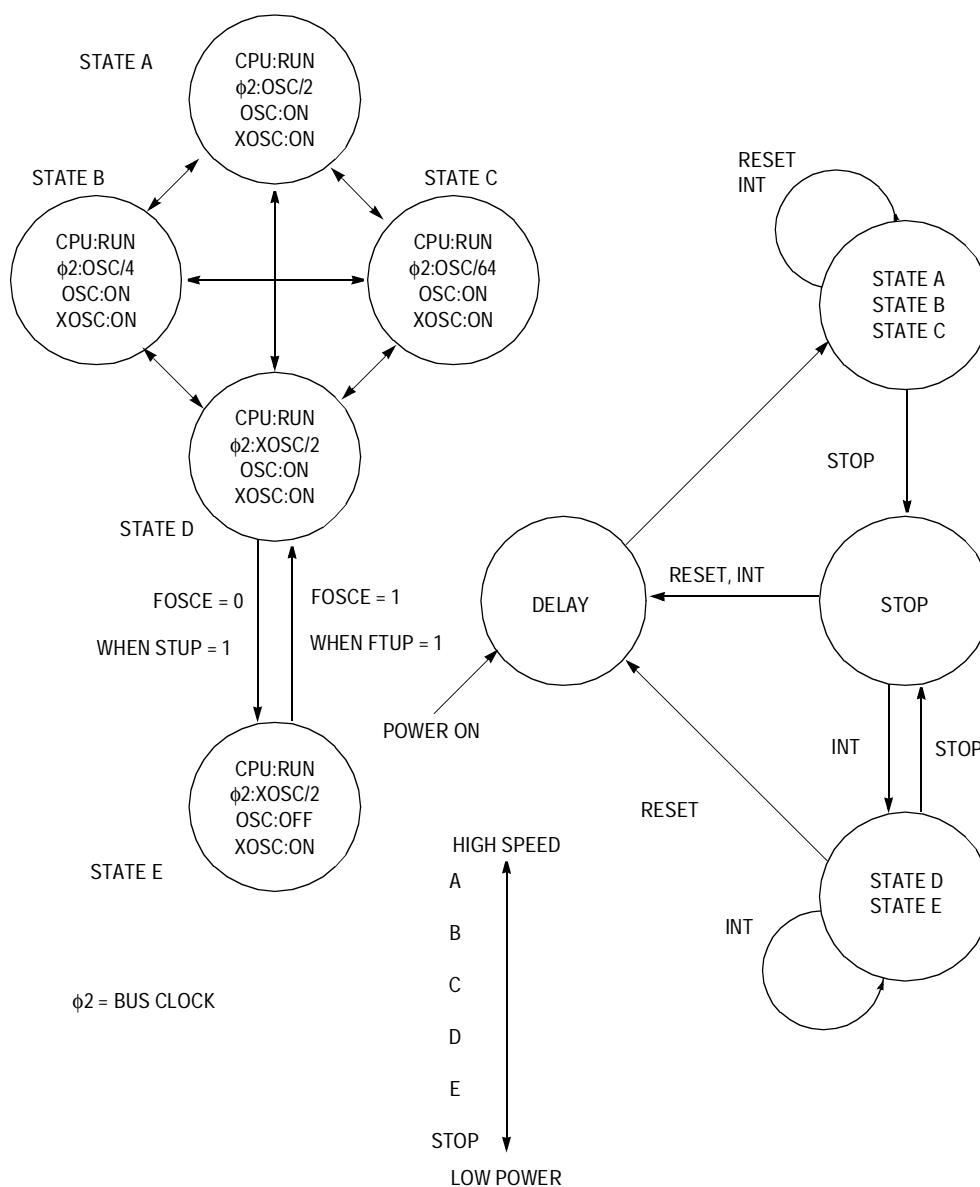 STATE A
CPU:RUN
ϕ2:OSC/2
OSC:ON
XOSC:ON
STATE B
CPU:RUN
ϕ2:OSC/4
OSC:ON
XOSC:ON
STATE C
CPU:RUN
ϕ2:OSC/64
OSC:ON
XOSC:ON
CPU:RUN
ϕ2:XOSC/2
OSC:ON
XOSC:ON
STATE D
FOSCE = 0
WHEN STUP = 1
FOSCE = 1
WHEN FTUP = 1
CPU:RUN
ϕ2:XOSC/2
OSC:OFF
XOSC:ON
STATE E
ϕ2 = BUS CLOCK
RESET
INT
STATE A
STATE B
STATE C
STOP
DELAY
RESET, INT
STOP
POWER ON
INT
STOP
RESET
STATE D
STATE E
INT
HIGH SPEED
A
B
C
D
E
STOP
LOW POWER